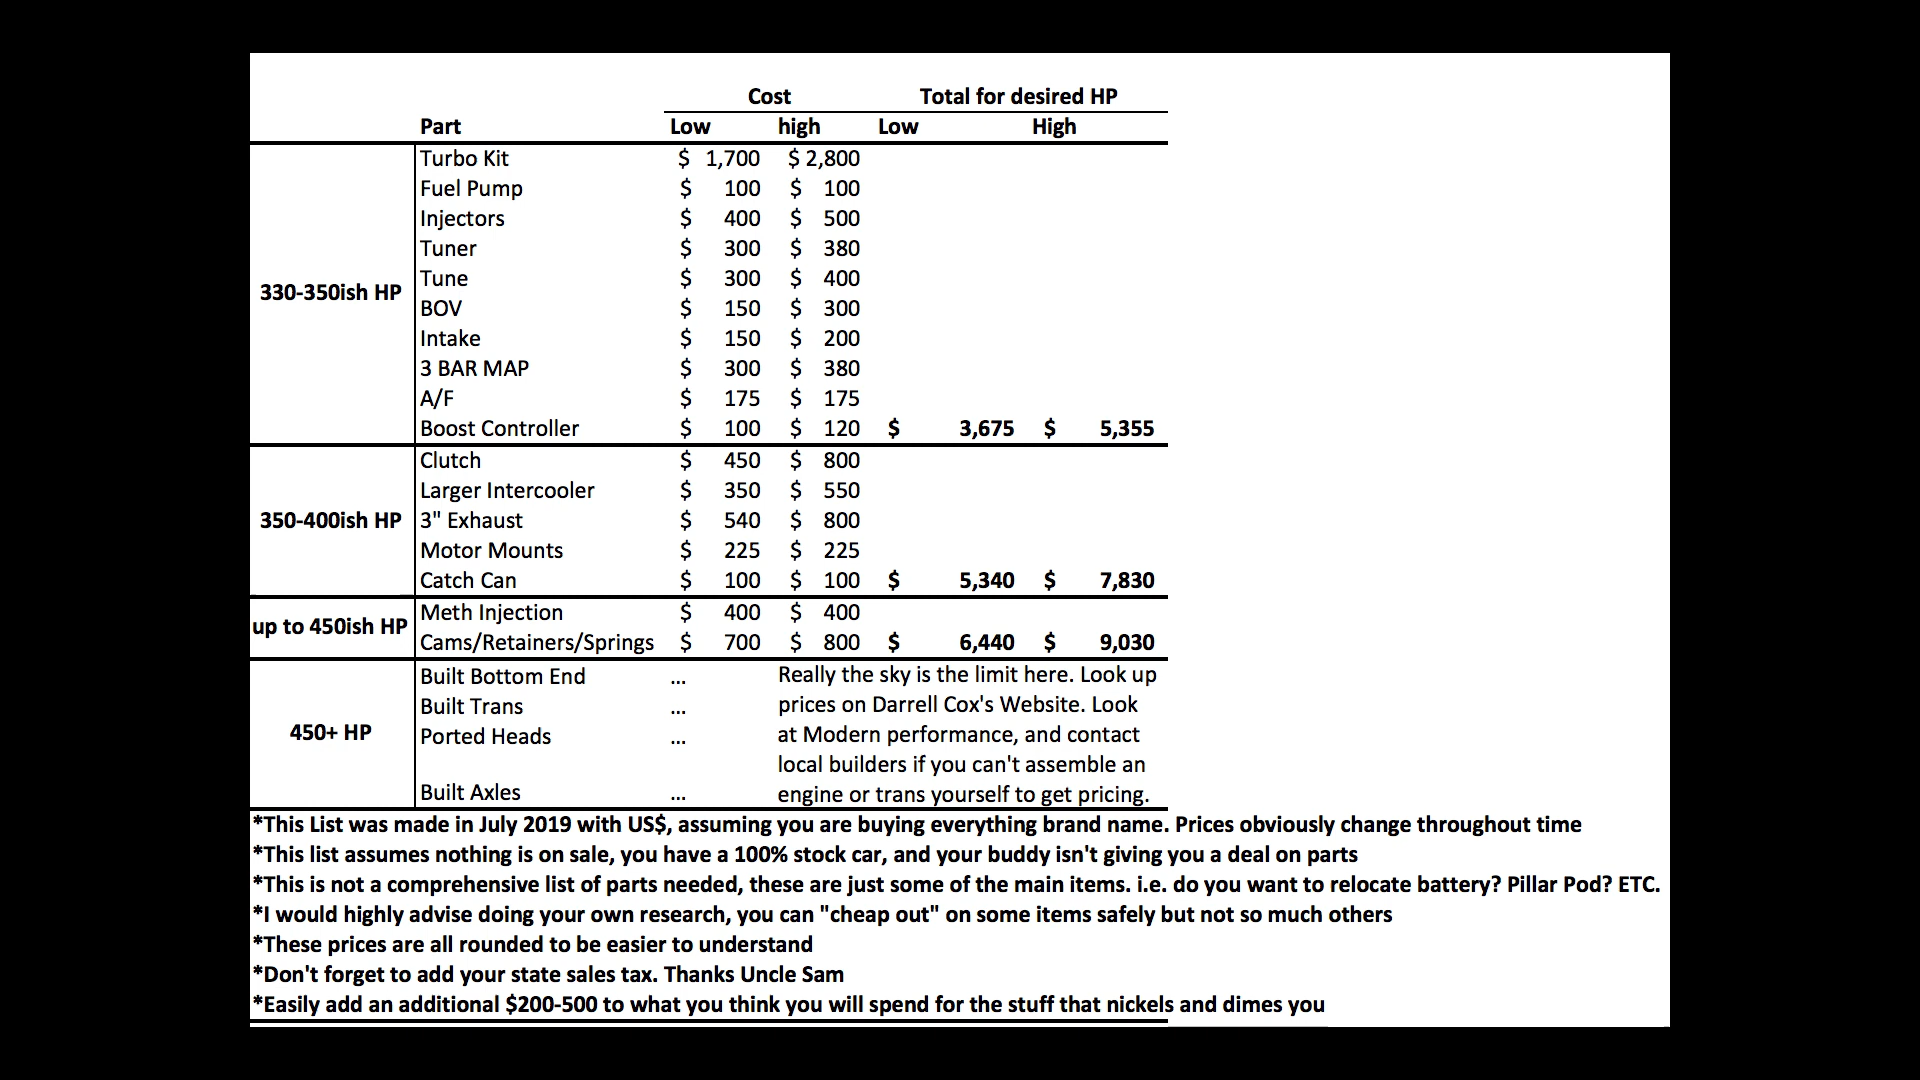 Cost Total for desired HP
Part Low high Low High
Turbo Kit $ 1,700 $ 2,800
Fuel Pump $ 100 $ 100
Injectors $ 400 $ 500
Tuner $ 300 $ 380
Tune $ 300 $ 400
330-350ish HP
BOV $ 150 $ 300
Intake $ 150 $ 200
3 BAR MAP $ 300 $ 380
A/F $ 175 $ 175
Boost Controller $ 100 $ 120 $ 3,675 $ 5,355
Clutch $ 450 $ 800
Larger Intercooler $ 350 $ 550
350-400ish HP 3" Exhaust $ 540 $ 800
Motor Mounts $ 225 $ 225
Catch Can $ 100 $ 100 $ 5,340 $ 7,830
Meth Injection $ 400 $ 400
up to 450ish HP
Cams/Retainers/Springs $ 700 $ 800 $ 6,440 $ 9,030
450+ HP
Built Bottom End ...
Built Trans ...
Ported Heads ...
Built Axles ...
Really the sky is the limit here. Look up
prices on Darrell Cox's Website. Look
at Modern performance, and contact
local builders if you can't assemble an
engine or trans yourself to get pricing.
*This List was made in July 2019 with US$, assuming you are buying everything brand name. Prices obviously change throughout time
*This list assumes nothing is on sale, you have a 100% stock car, and your buddy isn't giving you a deal on parts
*This is not a comprehensive list of parts needed, these are just some of the main items. i.e. do you want to relocate battery? Pillar Pod? ETC.
*I would highly advise doing your own research, you can "cheap out" on some items safely but not so much others
*These prices are all rounded to be easier to understand
*Don't forget to add your state sales tax. Thanks Uncle Sam
*Easily add an additional $200-500 to what you think you will spend for the stuff that nickels and dimes you